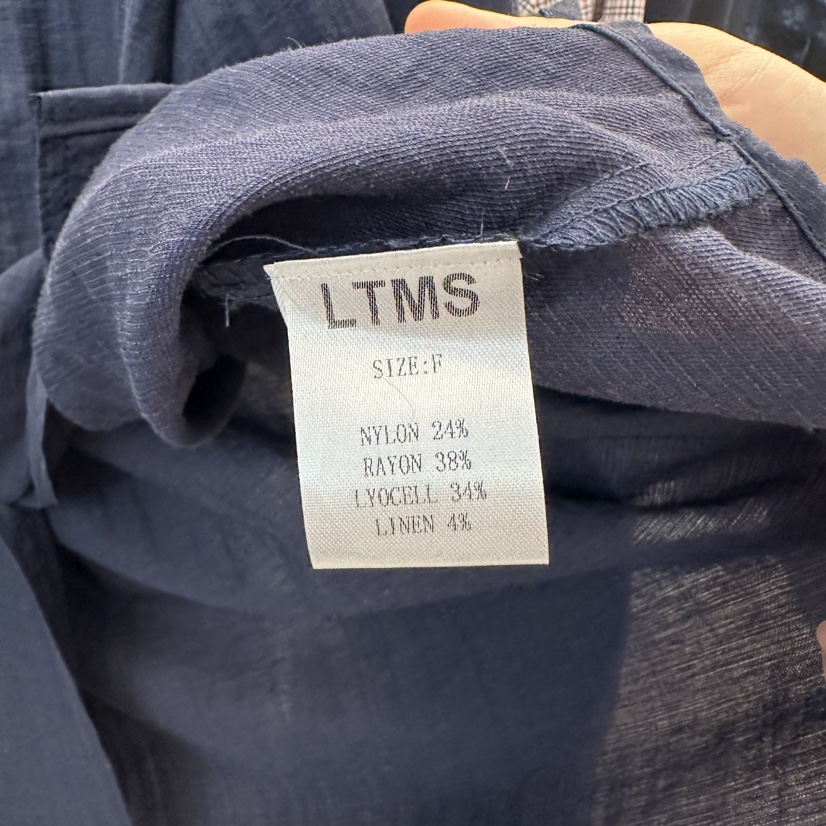 LTMS
SIZE:F
NYLON 24%
RAYON 38%
LYOCELL 34%
LINEN 4%